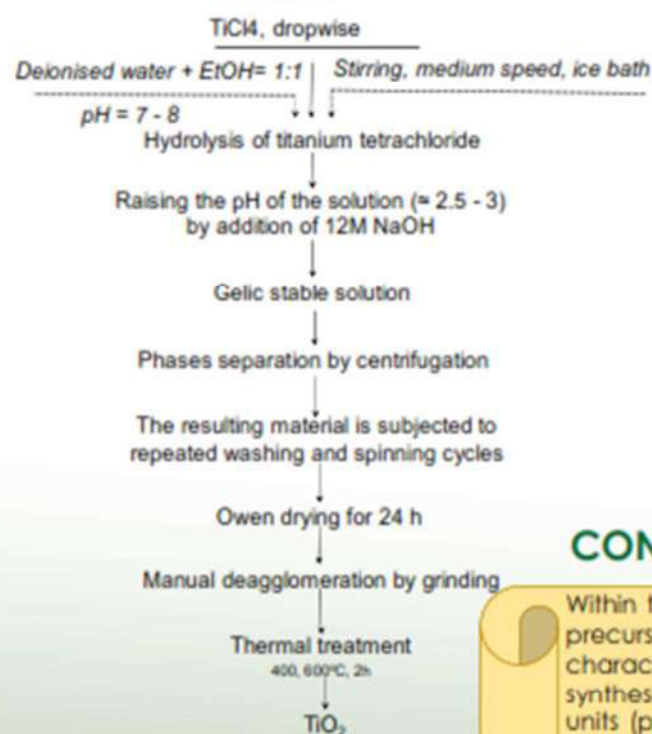 TiCl4, dropwise
Deionised water + EtOH= 1:1
Stirring, medium speed, ice bath
pH = 7 - 8
Hydrolysis of titanium tetrachloride
Raising the pH of the solution (≈ 2.5 - 3)
by addition of 12M NaOH
Gelic stable solution
Phases separation by centrifugation
The resulting material is subjected to
repeated washing and spinning cycles
Owen drying for 24 h
Manual deagglomeration by grinding
Thermal treatment
400, 600ºC, 2h
TiO₂
CON
Within t
precurs
charac
synthes
units (p